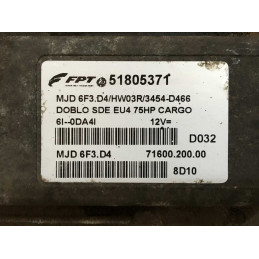 FPT 51805371
MJD 6F3.D4/HW03R/3454-D466
DOBLO SDE EU4 75HP CARGO
6I--0DA4I 12V=
D032
MJD 6F3.D4 71600.200.00
8D10